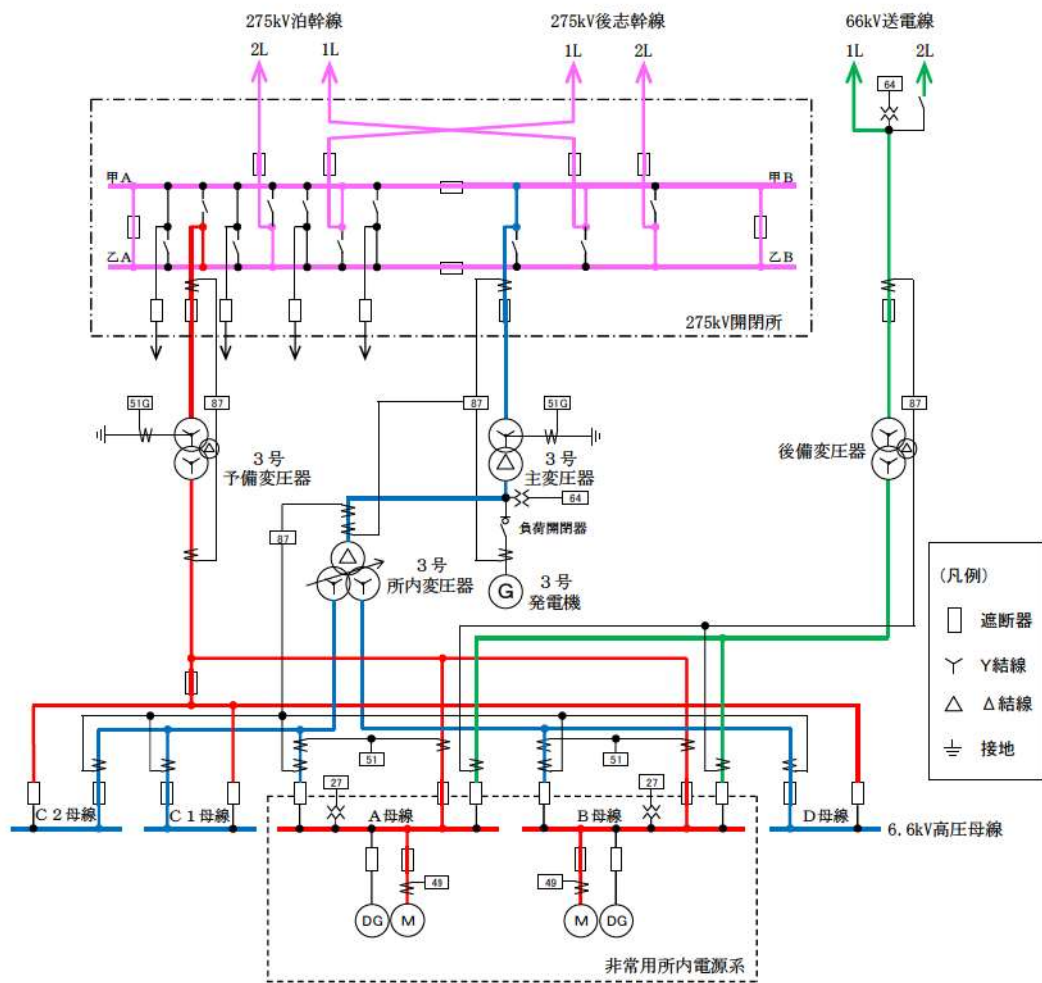 275kV泊幹線
275kV後志幹線
66kV送電線
2L
1L
1L
2L
1L
2L
64
甲A
甲B
乙A
乙B
275kV開閉所
51G
87
87
51G
87
3号
予備変圧器
3号
主変圧器
後備変圧器
64
87
負荷開閉器
3号
所内変圧器
G
3号
発電機
(凡例)
遮断器
Y結線
Δ結線
接地
51
51
27
27
C2母線
C1母線
A母線
B母線
D母線
6.6kV高圧母線
49
49
DG
M
M
DG
非常用所内電源系